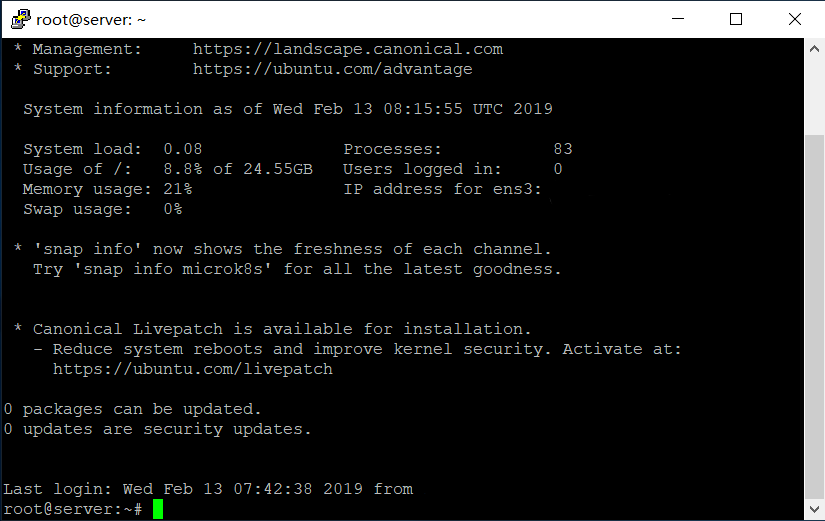 root@server: ~
* Management:     https://landscape.canonical.com
* Support:        https://ubuntu.com/advantage
System information as of Wed Feb 13 08:15:55 UTC 2019
System load:  0.08              Processes:           83
Usage of /:   8.8% of 24.55GB   Users logged in:     0
Memory usage: 21%               IP address for ens3:
Swap usage:   0%
* 'snap info' now shows the freshness of each channel.
Try 'snap info microk8s' for all the latest goodness.
* Canonical Livepatch is available for installation.
- Reduce system reboots and improve kernel security. Activate at:
https://ubuntu.com/livepatch
0 packages can be updated.
0 updates are security updates.
Last login: Wed Feb 13 07:42:38 2019 from
root@server:~#